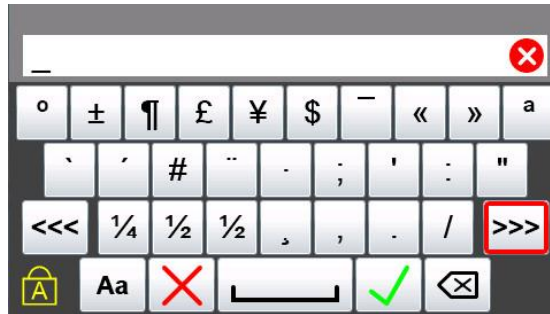 _
º ± ¶ £ ¥ $ ¯ « » ª
` ´ # ¨ · ; ' : "
<<< ¼ ½ ½ ¸ , . / >>>
A Aa